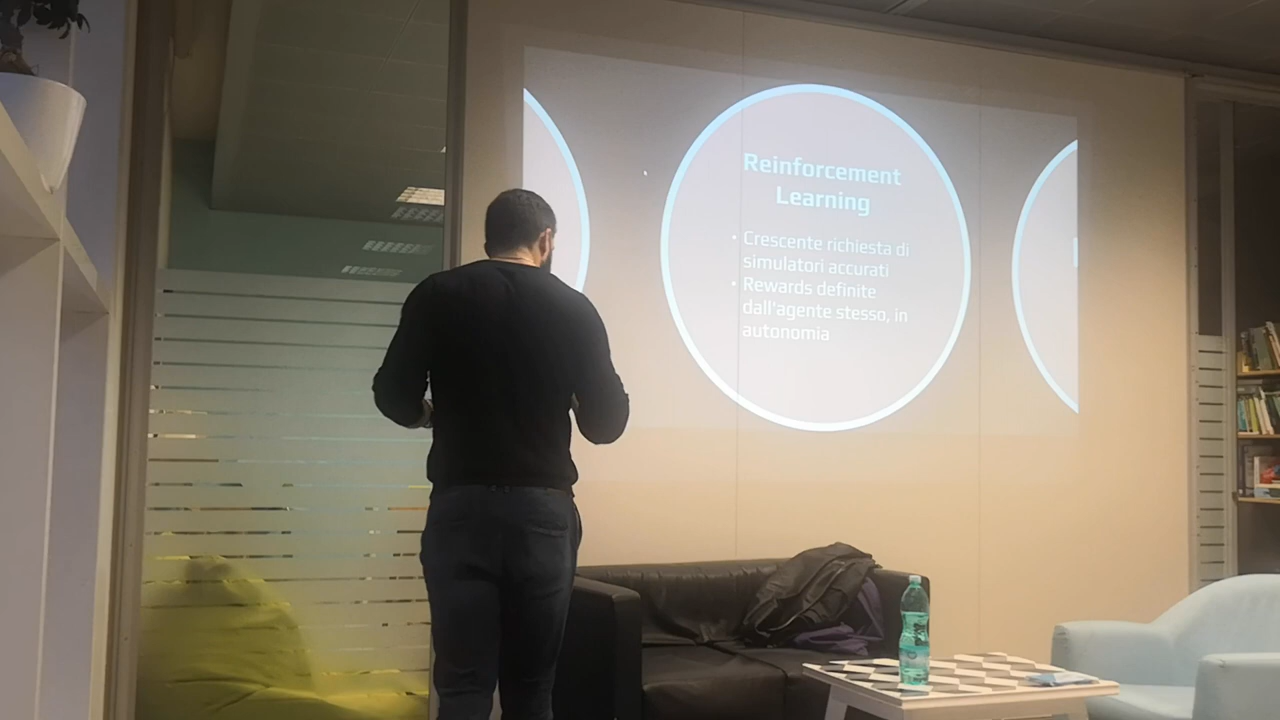 Reinforcement
Learning
• Crescente richiesta di
simulatori accurati
• Rewards definite
dall'agente stesso, in
autonomia